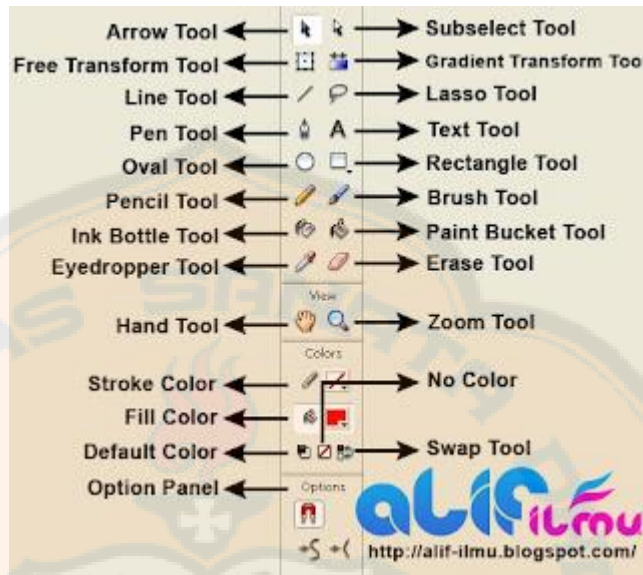 Arrow Tool Subselect Tool
Free Transform Tool Gradient Transform Too
Line Tool Lasso Tool
Pen Tool A Text Tool
Oval Tool Rectangle Tool
Pencil Tool Brush Tool
Ink Bottle Tool Paint Bucket Tool
Eyedropper Tool Erase Tool
View
Hand Tool Zoom Tool
Colors
Stroke Color No Color
Fill Color
Default Color Swap Tool
Option Panel Options
aLiF iLmu
http://alif-ilmu.blogspot.com/